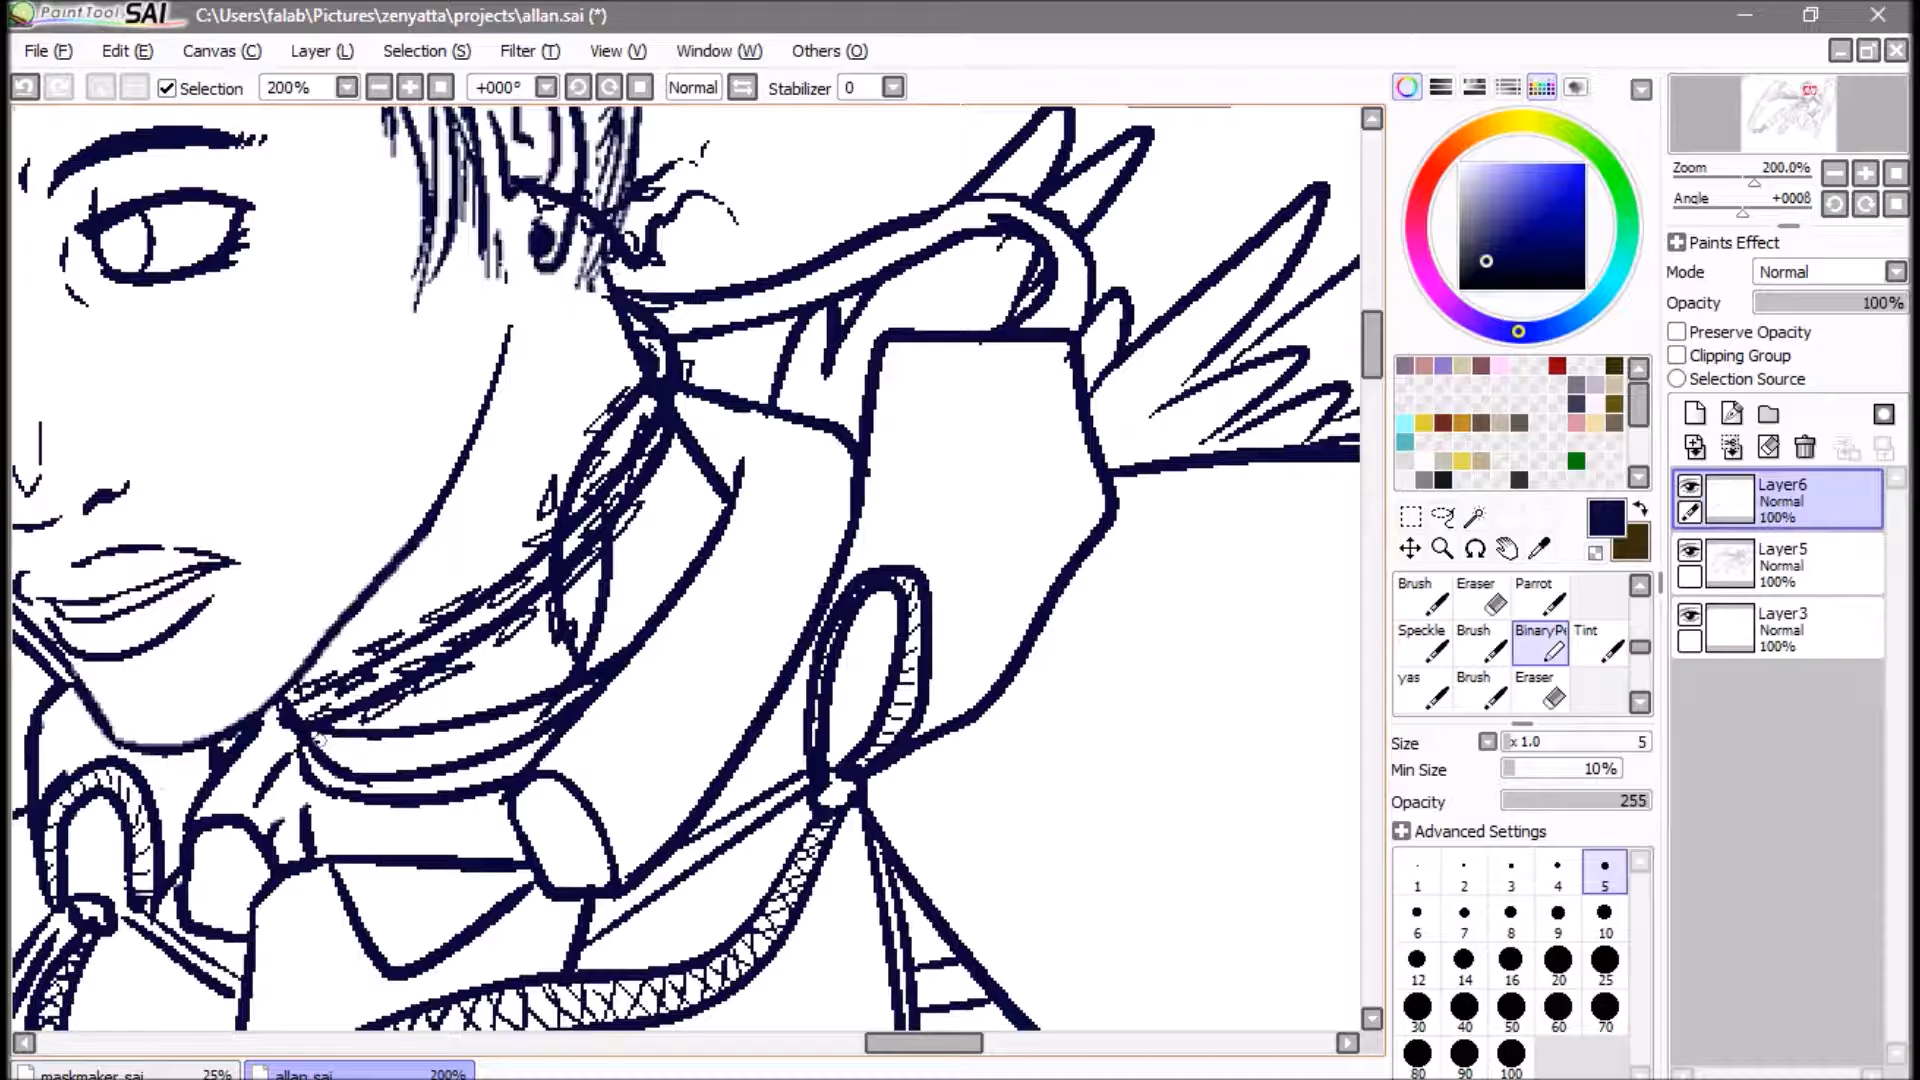 PaintTool SAI C:\Users\falab\Pictures\zenyatta\projects\allan.sai (*)
File (F) Edit (E) Canvas (C) Layer (L) Selection (S) Filter (T) View (V) Window (W) Others (O)
Selection 200% +000° Normal Stabilizer 0
Zoom 200.0%
Angle +000°
Paints Effect
Mode Normal
Opacity 100%
Preserve Opacity
Clipping Group
Selection Source
Layer6
Normal
100%
Layer5
Normal
100%
Layer3
Normal
100%
Brush Eraser Parrot
Speckle Brush BinaryPe Tint
yas Brush Eraser
Size x 1.0 5
Min Size 10%
Opacity 255
Advanced Settings
1 2 3 4 5
6 7 8 9 10
12 14 16 20 25
30 40 50 60 70
80 90 100
maskmaker.sai 25% allan.sai 200%